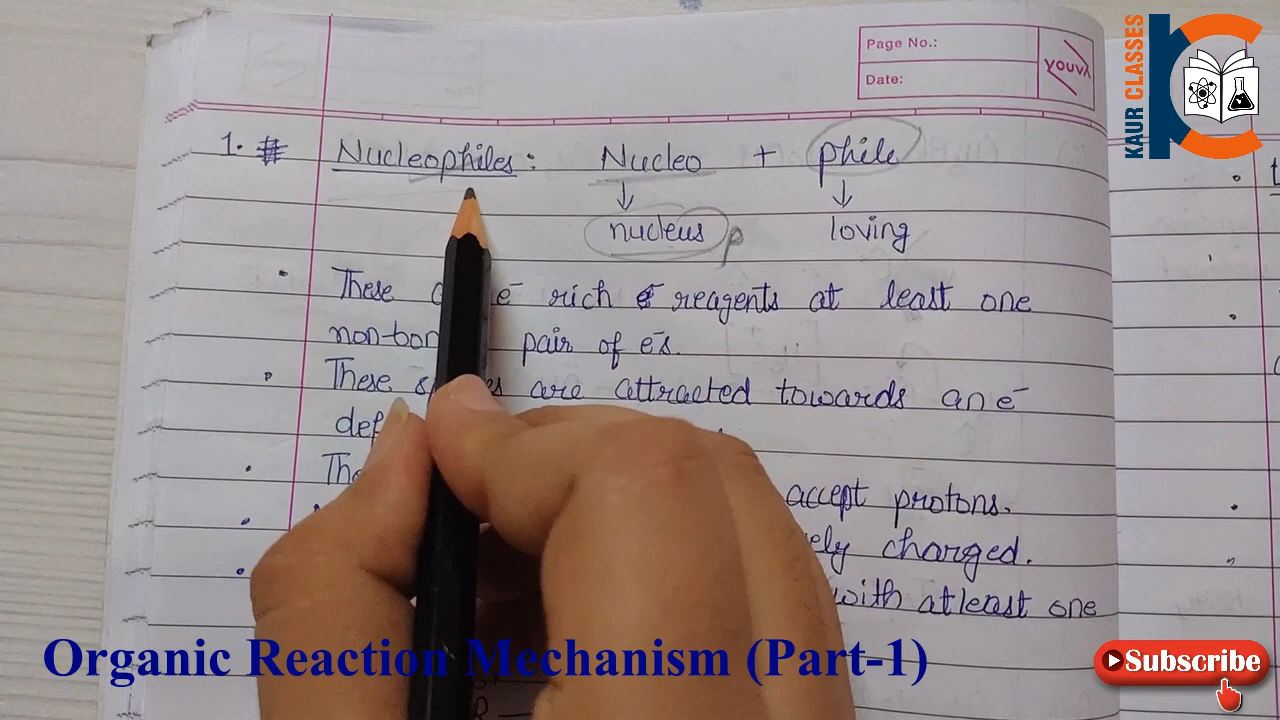 Page No.:
Date:
youva
KAUR CLASSES
1. # Nucleophiles: Nucleo + phile
↓ ↓
nucleus p loving
These e⁻ rich reagents at least one
pair of e⁻s.
These are attracted towards an e⁻
accept protons.
charged.
with atleast one
Organic Reaction Mechanism (Part-1)
Subscribe